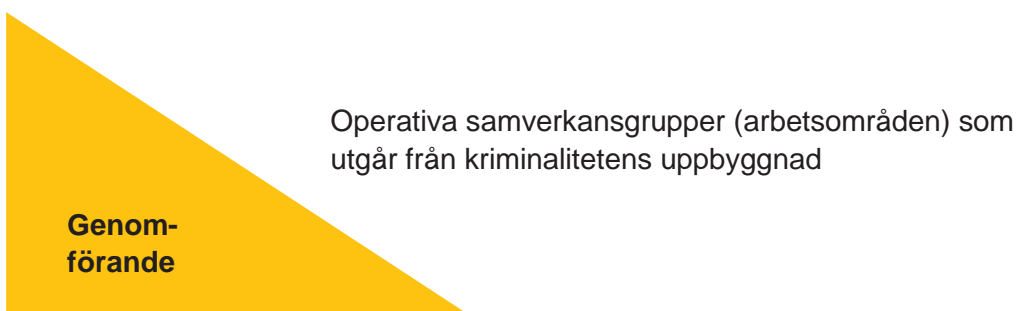 Operativa samverkansgrupper (arbetsområden) som
utgår från kriminalitetens uppbyggnad
Genom-
förande